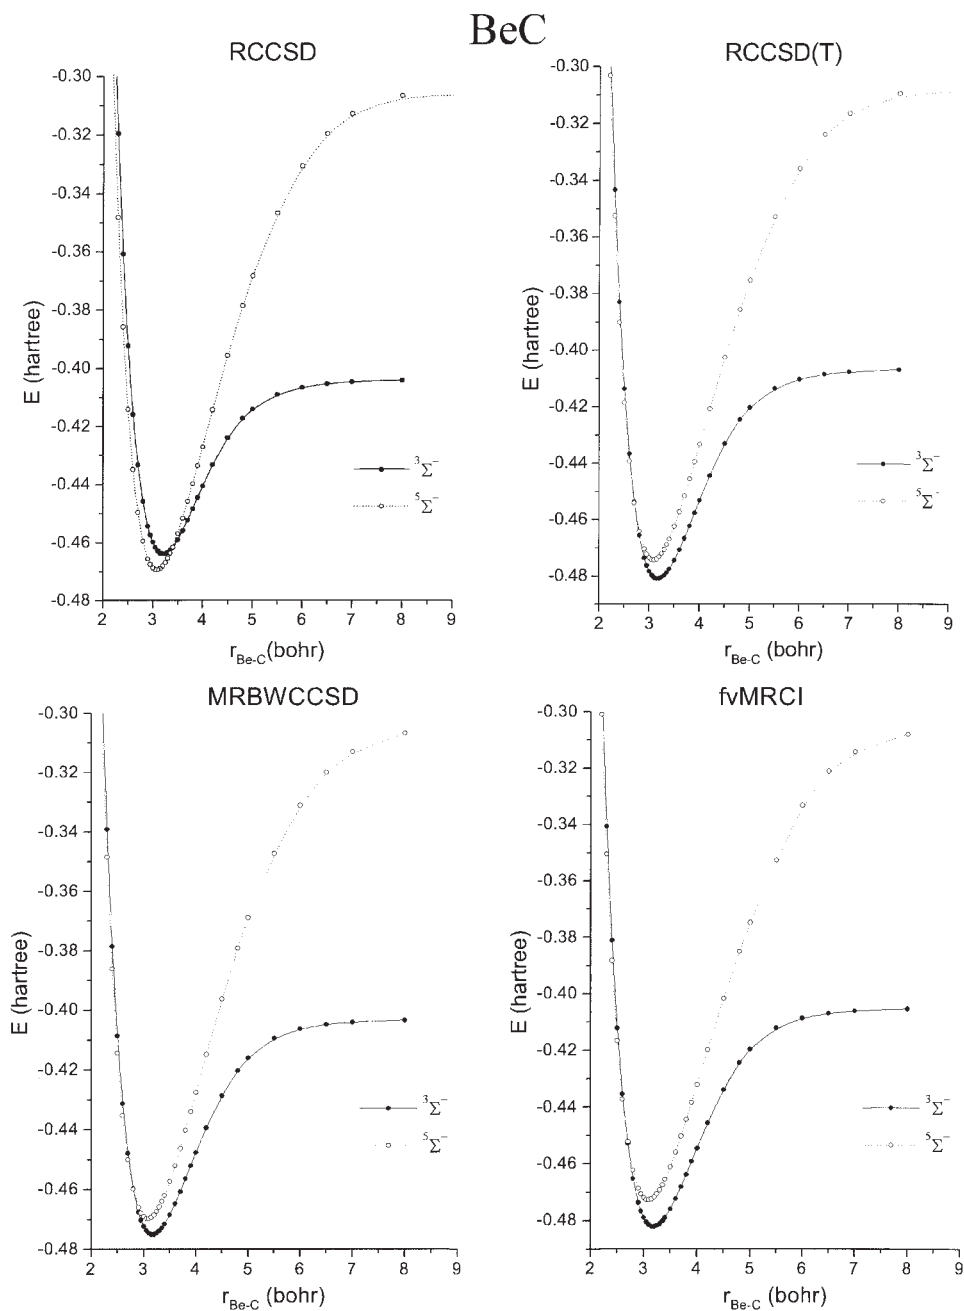 BeC
RCCSD
-0.30
-0.32
-0.34
-0.36
-0.38
-0.40
-0.42
-0.44
-0.46
-0.48
E (hartree)
³Σ⁻
⁵Σ⁻
2 3 4 5 6 7 8 9
r_Be-C (bohr)
RCCSD(T)
-0.30
-0.32
-0.34
-0.36
-0.38
-0.40
-0.42
-0.44
-0.46
-0.48
E (hartree)
³Σ⁻
⁵Σ⁻
2 3 4 5 6 7 8 9
r_Be-C (bohr)
MRBWCCSD
-0.30
-0.32
-0.34
-0.36
-0.38
-0.40
-0.42
-0.44
-0.46
-0.48
E (hartree)
³Σ⁻
⁵Σ⁻
2 3 4 5 6 7 8 9
r_Be-C (bohr)
fvMRCI
-0.30
-0.32
-0.34
-0.36
-0.38
-0.40
-0.42
-0.44
-0.46
-0.48
E (hartree)
³Σ⁻
⁵Σ⁻
2 3 4 5 6 7 8 9
r_Be-C (bohr)